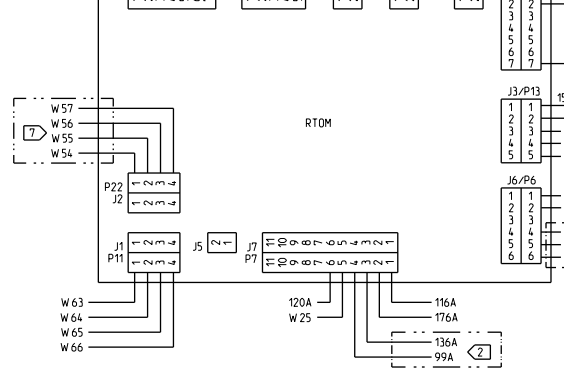 2
3
4
5
6
7
2
3
4
5
6
7
J3/P13
1 1
2 2
3 3
4 4
5 5
W57
W56
7
W55
W54
RTOM
P22
1 2 3 4
J2
1 2 3 4
J6/P6
1 1
2 2
3 3
4 4
5 5
6 6
J1
1 2 3 4
P11
1 2 3 4
J5
2 1
J7
11 10 9 8 7 6 5 4 3 2 1
P7
11 10 9 8 7 6 5 4 3 2 1
W63
W64
W65
W66
120A
W25
116A
176A
136A
99A
2